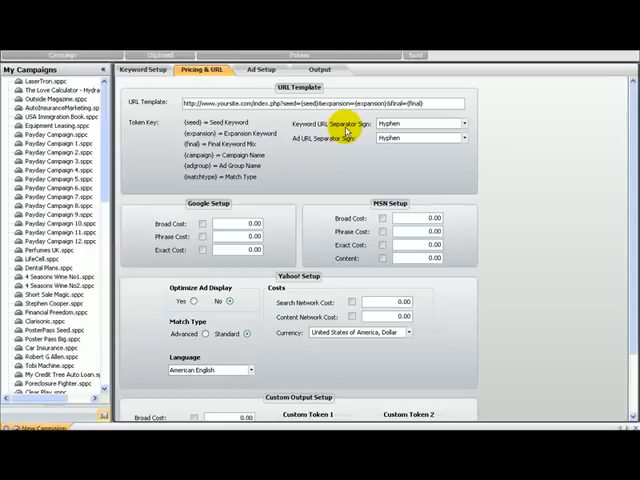 Campaign Clipboard Preview Build
My Campaigns «
Keyword Setup Pricing & URL Ad Setup Output
LaserTron.sppc
The Love Calculator - Hydra
Outside Magazine.sppc
AutoInsuranceMarketing.sp
USA Immigration Book.sppc
Equipment Leasing.sppc
Payday Campaign 1.sppc
Payday Campaign 2.sppc
Payday Campaign 3.sppc
Payday Campaign 4.sppc
Payday Campaign 5.sppc
Payday Campaign 6.sppc
Payday Campaign 7.sppc
Payday Campaign 8.sppc
Payday Campaign 9.sppc
Payday Campaign 10.sppc
Payday Campaign 11.sppc
Payday Campaign 12.sppc
Perfumes UK.sppc
LifeCell.sppc
Dental Plans.sppc
4 Seasons Wine No1.sppc
4 Seasons Wine No2.sppc
Short Sale Magic.sppc
Stephen Cooper.sppc
Financial Freedom.sppc
Clarisonic.sppc
PosterPass Seed.sppc
Poster Pass Big.sppc
Car Insurance.sppc
Robert G Allen.sppc
Tobi Machine.sppc
My Credit Tree Auto Loan.s
Foreclosure Fighter.sppc
Clear Play.sppc
New Campaign
URL Template
URL Template: http://www.yoursite.com/index.php?seed={seed}&expansion={expansion}&final={final}
Token Key: {seed} = Seed Keyword
{expansion} = Expansion Keyword
{final} = Final Keyword Mix
{campaign} = Campaign Name
{adgroup} = Ad Group Name
{matchtype} = Match Type
Keyword URL Separator Sign: Hyphen
Ad URL Separator Sign: Hyphen
Google Setup
Broad Cost: 0.00
Phrase Cost: 0.00
Exact Cost: 0.00
MSN Setup
Broad Cost: 0.00
Phrase Cost: 0.00
Exact Cost: 0.00
Content: 0.00
Yahoo! Setup
Optimize Ad Display
Yes No
Match Type
Advanced Standard
Language
American English
Costs
Search Network Cost: 0.00
Content Network Cost: 0.00
Currency: United States of America, Dollar
Custom Output Setup
Broad Cost: 0.00
Custom Token 1 Custom Token 2